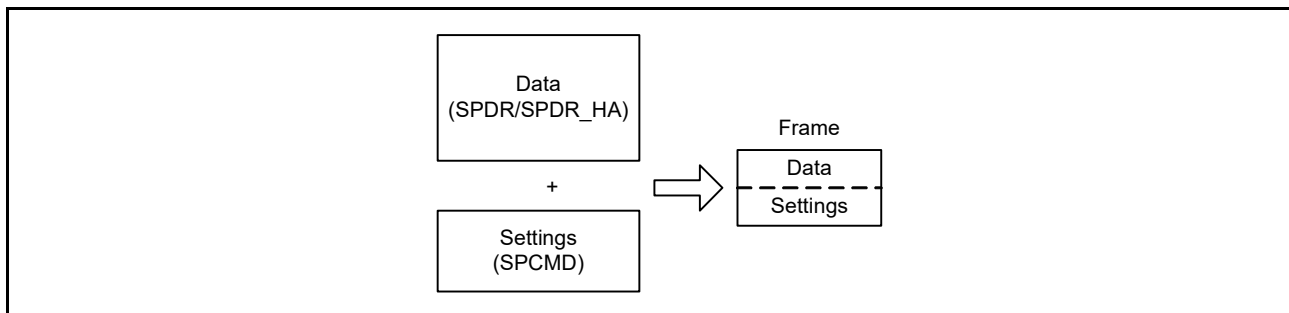 Data
(SPDR/SPDR_HA)
+
Settings
(SPCMD)
Frame
Data
Settings